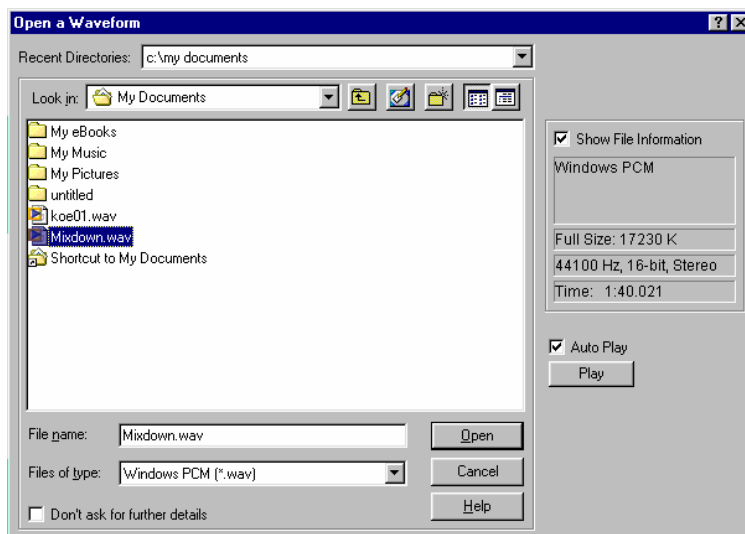 Open a Waveform
Recent Directories: c:\my documents
Look in: My Documents
My eBooks
My Music
My Pictures
untitled
koe01.wav
Mixdown.wav
Shortcut to My Documents
File name: Mixdown.wav
Open
Files of type: Windows PCM (*.wav)
Cancel
Don't ask for further details
Help
Show File Information
Windows PCM
Full Size: 17230 K
44100 Hz, 16-bit, Stereo
Time: 1:40.021
Auto Play
Play